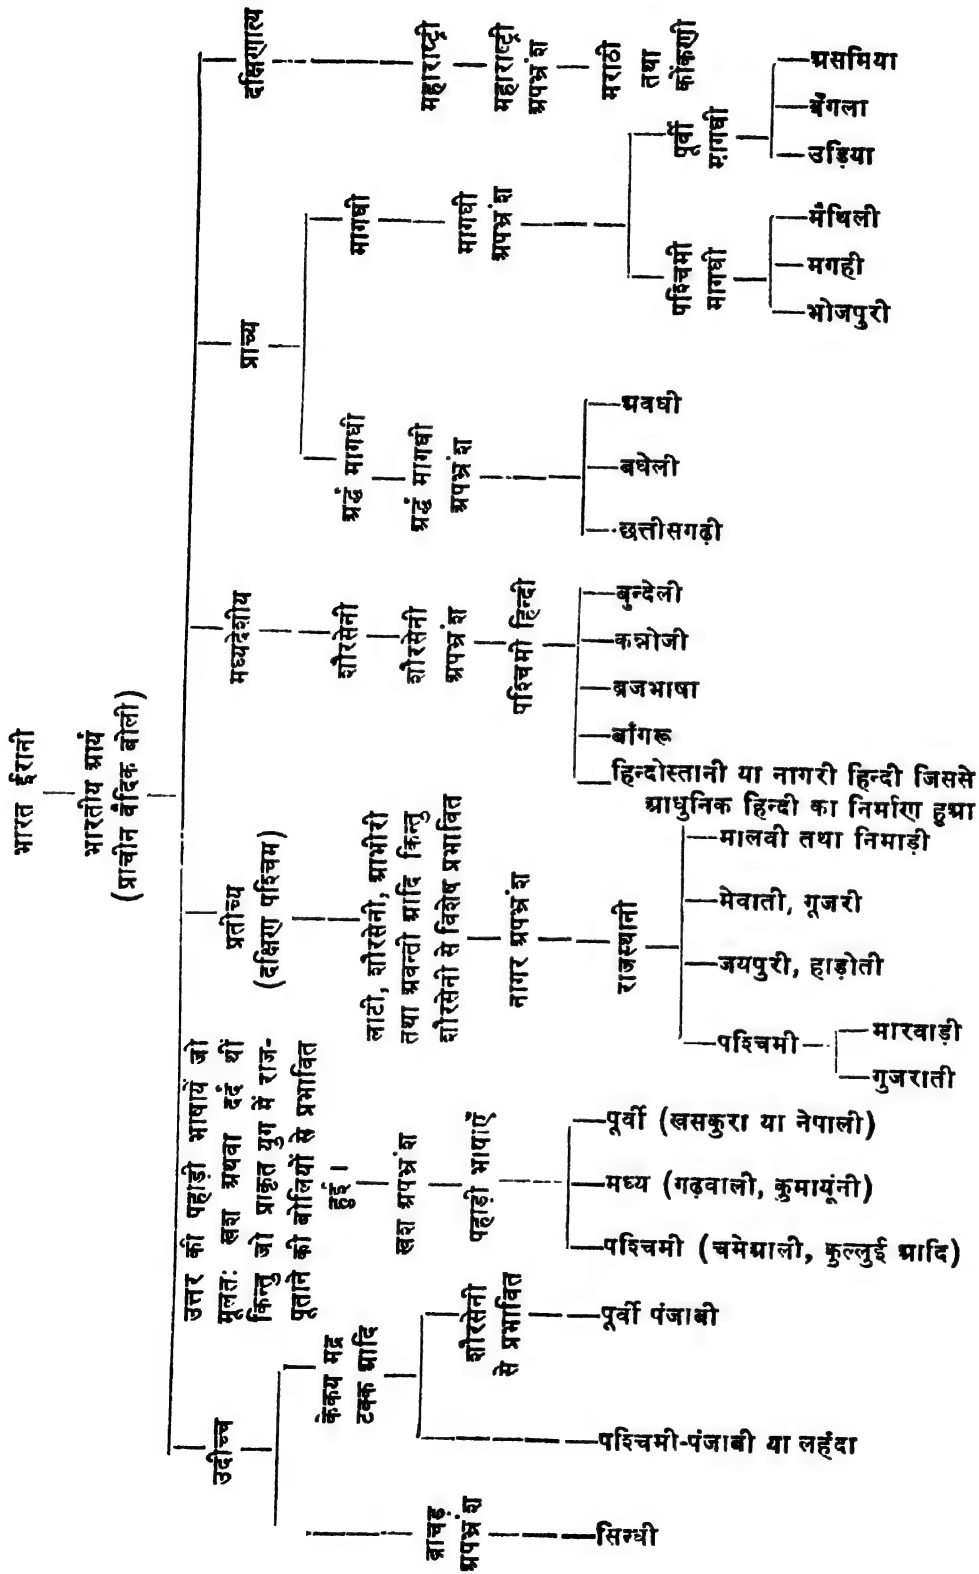 भारत ईरानी
भारतीय आर्य
(प्राचीन वैदिक बोली)
उदीच्य
ब्राचड़
अपभ्रंश
सिन्धी
केकय मद्र
टक्क आदि
पश्चिमी-पंजाबी या लहँदा
शौरसेनी
से प्रभावित
पूर्वी पंजाबी
उत्तर की पहाड़ी भाषायें जो
मूलतः खश अथवा दर्द थीं
किन्तु जो प्राकृत युग में राज-
पूताने की बोलियों से प्रभावित
हुई।
खश अपभ्रंश
पहाड़ी भाषाएँ
पश्चिमी (चमेआली, कुल्लुई आदि)
मध्य (गढ़वाली, कुमायूंनी)
पूर्वी (खसकुरा या नेपाली)
प्रतीच्य
(दक्षिण पश्चिम)
लाटी, शौरसेनी, आभीरी
तथा अवन्ती आदि किन्तु
शौरसेनी से विशेष प्रभावित
नागर अपभ्रंश
राजस्थानी
पश्चिमी
गुजराती
मारवाड़ी
जयपुरी, हाड़ोती
मेवाती, गूजरी
मालवी तथा निमाड़ी
मध्यदेशीय
शौरसेनी
शौरसेनी
अपभ्रंश
पश्चिमी हिन्दी
हिन्दोस्तानी या नागरी हिन्दी जिससे
आधुनिक हिन्दी का निर्माण हुआ
बाँगरू
ब्रजभाषा
कन्नोजी
बुन्देली
प्राच्य
अर्द्ध मागधी
अर्द्ध मागधी
अपभ्रंश
छत्तीसगढ़ी
बघेली
अवधी
मागधी
मागधी
अपभ्रंश
पश्चिमी
मागधी
भोजपुरी
मगही
मैथिली
पूर्वी
मागधी
उड़िया
बँगला
असमिया
दक्षिणात्य
महाराष्ट्री
महाराष्ट्री
अपभ्रंश
मराठी
तथा
कोंकणी